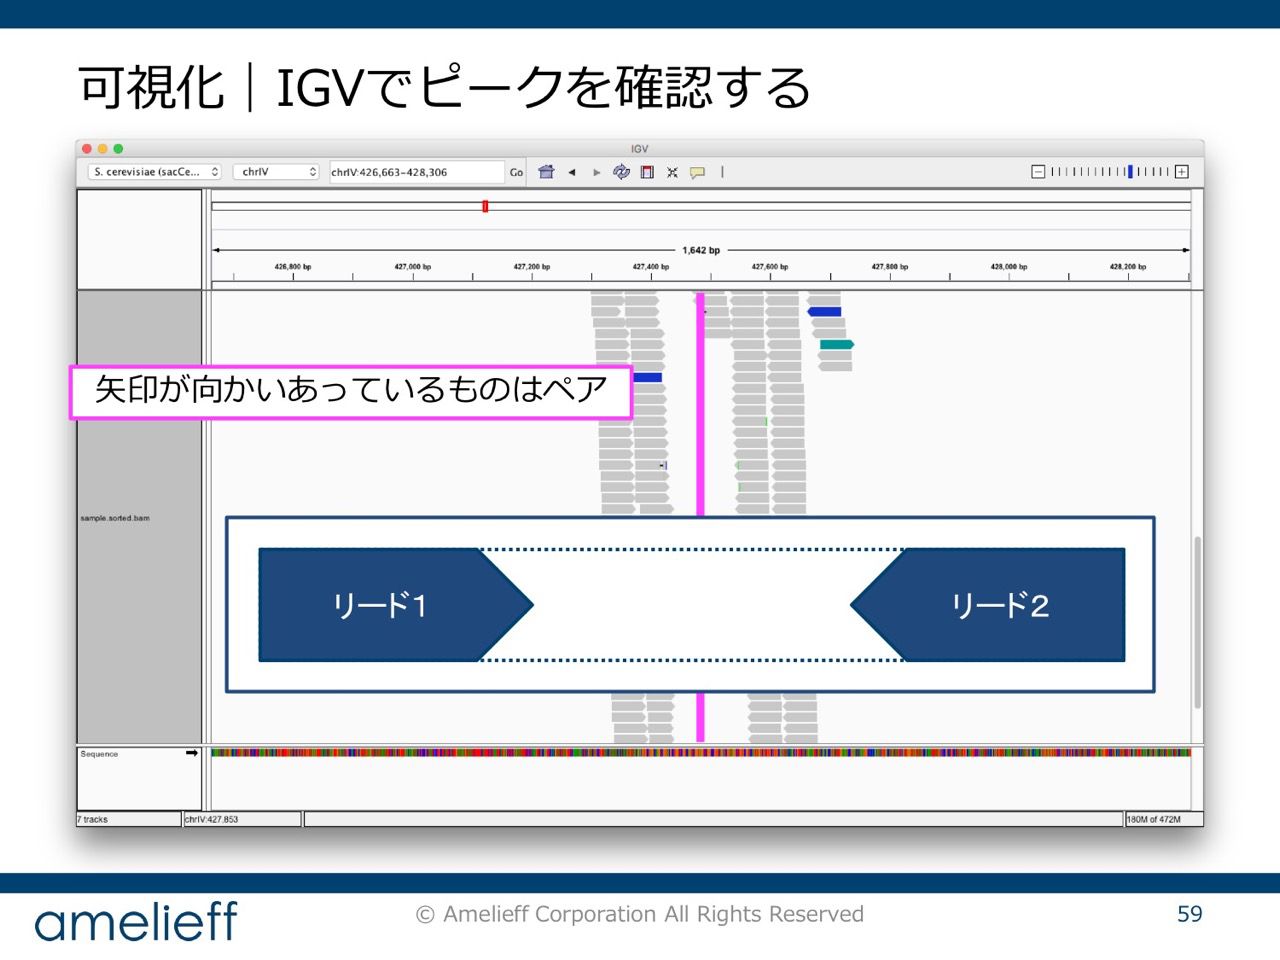 可視化｜IGVでピークを確認する
IGV
S. cerevisiae (sacCe... chrIV chrIV:426,663-428,306 Go
1,642 bp
426,800 bp 427,000 bp 427,200 bp 427,400 bp 427,600 bp 427,800 bp 428,000 bp 428,200 bp
矢印が向かいあっているものはペア
sample.sorted.bam
リード1 リード2
Sequence
7 tracks chrIV:427,853 180M of 472M
amelieff © Amelieff Corporation All Rights Reserved 59